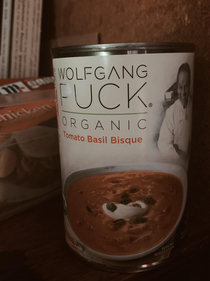 WOLFGANG
FUCK®
ORGANIC
Tomato Basil Bisque